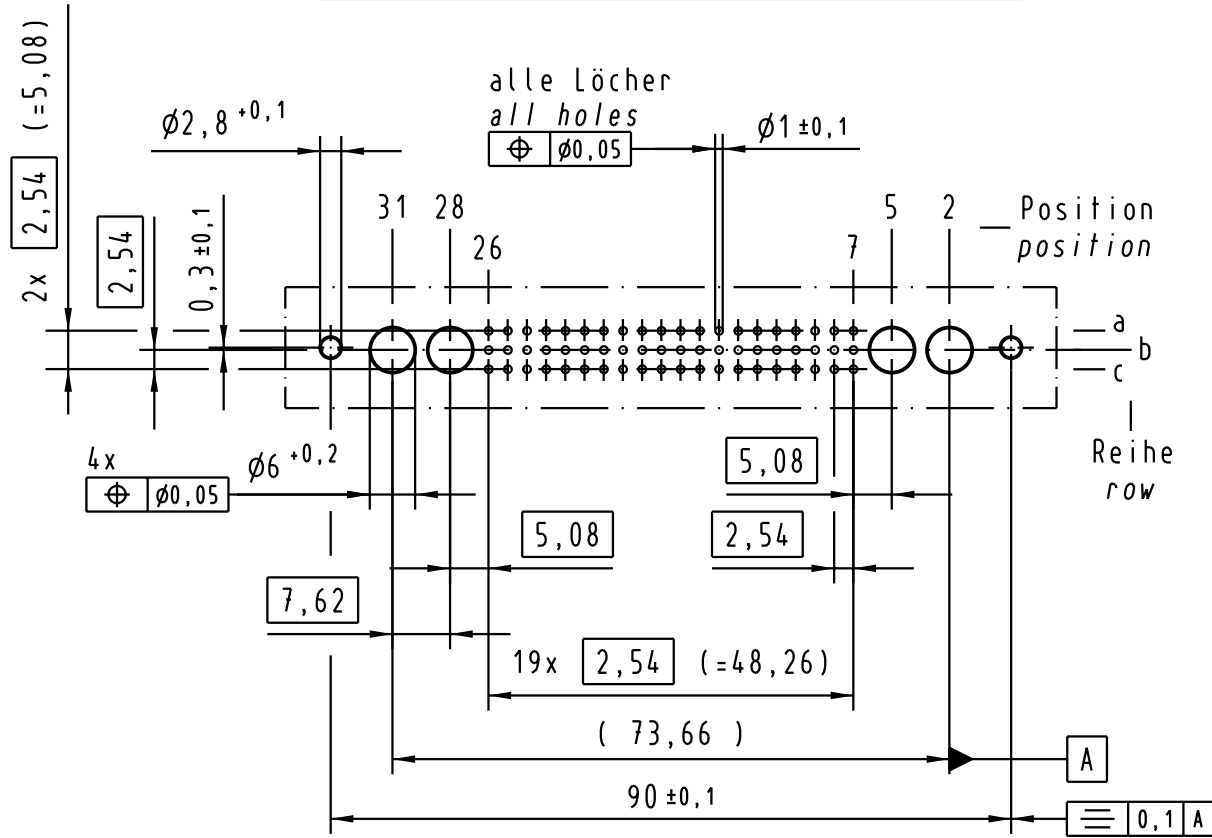 alle Löcher
all holes
⌖ ø0,05
ø1 ±0,1
ø2,8 +0,1
2x 2,54 (=5,08)
2,54
0,3 ±0,1
31 28 5 2
26 7
Position
position
a
b
c
Reihe
row
4x
⌖ ø0,05
ø6 +0,2
5,08
5,08
2,54
7,62
19x 2,54 (=48,26)
( 73,66 )
A
90 ±0,1
⌯ 0,1 A